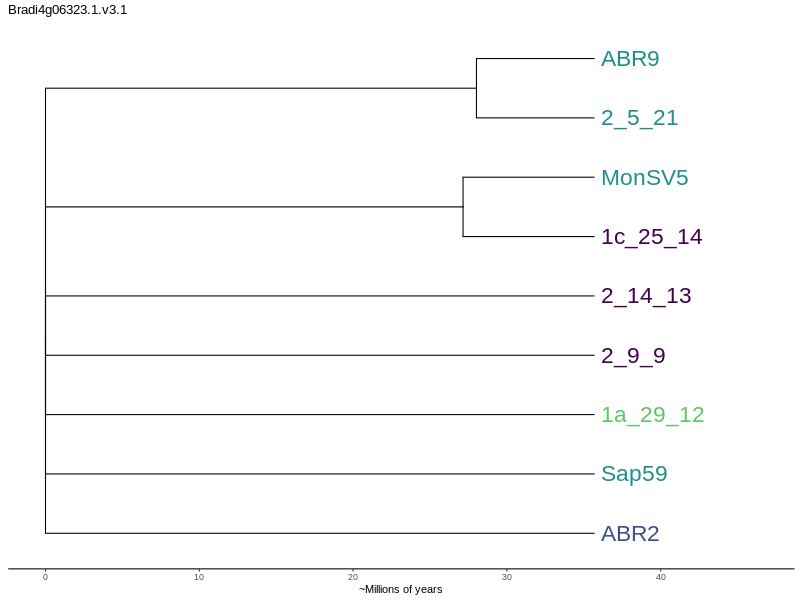 Bradi4g06323.1.v3.1
ABR9
2_5_21
MonSV5
1c_25_14
2_14_13
2_9_9
1a_29_12
Sap59
ABR2
0 10 20 30 40
~Millions of years